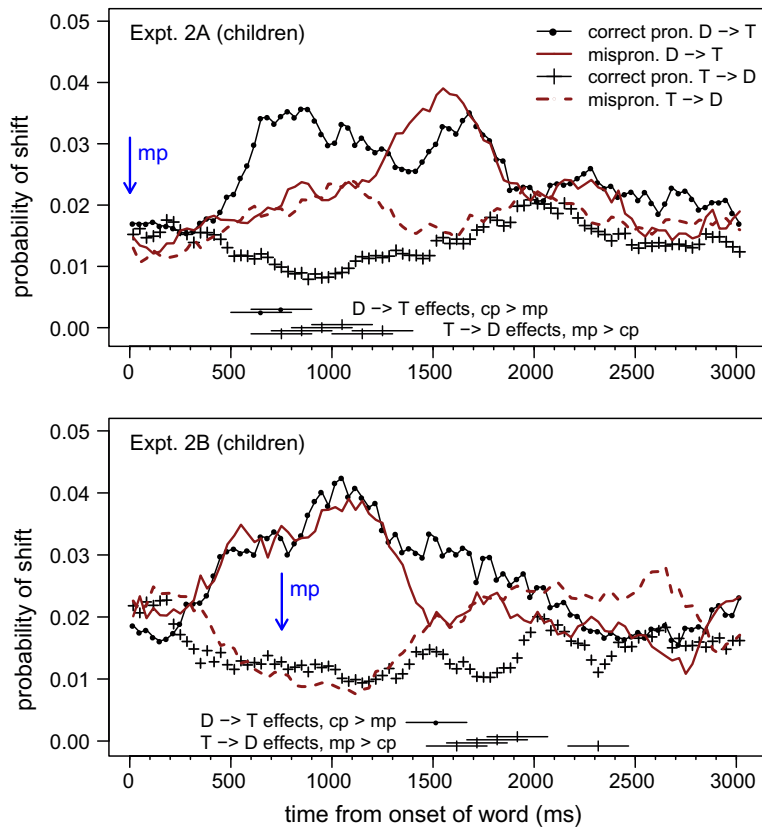 Expt. 2A (children)
correct pron. D −> T
mispron. D −> T
correct pron. T −> D
mispron. T −> D
mp
probability of shift
0.05
0.04
0.03
0.02
0.01
0.00
D −> T effects, cp > mp
T −> D effects, mp > cp
0 500 1000 1500 2000 2500 3000
Expt. 2B (children)
mp
probability of shift
0.05
0.04
0.03
0.02
0.01
0.00
D −> T effects, cp > mp
T −> D effects, mp > cp
0 500 1000 1500 2000 2500 3000
time from onset of word (ms)